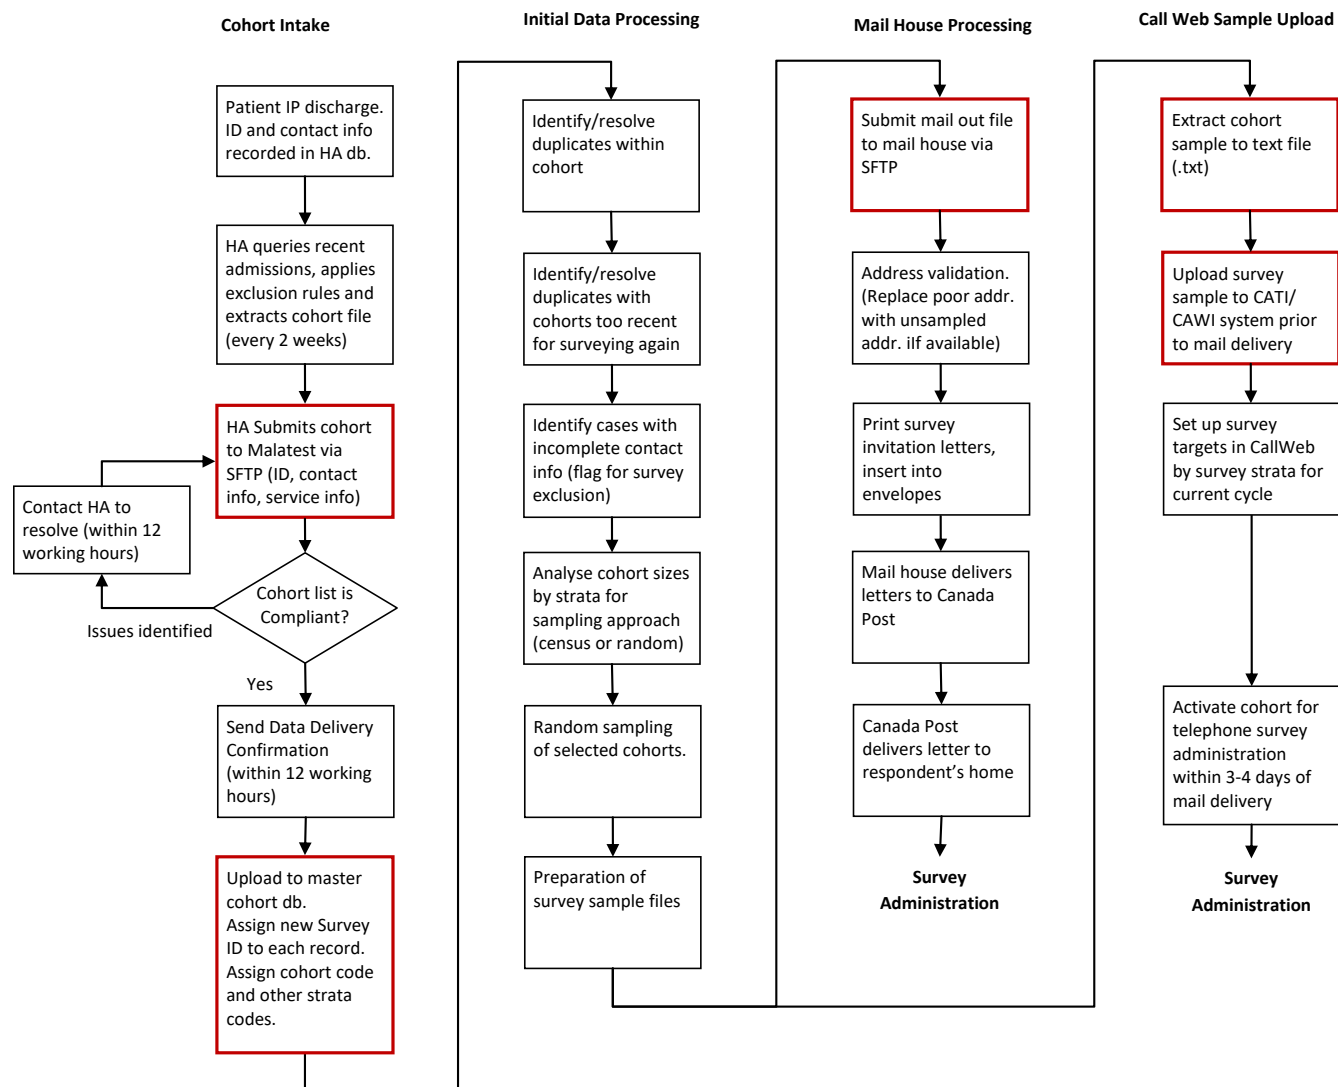 Cohort Intake
Patient IP discharge.
ID and contact info
recorded in HA db.
HA queries recent
admissions, applies
exclusion rules and
extracts cohort file
(every 2 weeks)
HA Submits cohort
to Malatest via
SFTP (ID, contact
info, service info)
Contact HA to
resolve (within 12
working hours)
Cohort list is
Compliant?
Issues identified
Yes
Send Data Delivery
Confirmation
(within 12 working
hours)
Upload to master
cohort db.
Assign new Survey
ID to each record.
Assign cohort code
and other strata
codes.
Initial Data Processing
Identify/resolve
duplicates within
cohort
Identify/resolve
duplicates with
cohorts too recent
for surveying again
Identify cases with
incomplete contact
info (flag for survey
exclusion)
Analyse cohort sizes
by strata for
sampling approach
(census or random)
Random sampling
of selected cohorts.
Preparation of
survey sample files
Mail House Processing
Submit mail out file
to mail house via
SFTP
Address validation.
(Replace poor addr.
with unsampled
addr. iIf available)
Print survey
invitation letters,
insert into
envelopes
Mail house delivers
letters to Canada
Post
Canada Post
delivers letter to
respondent’s home
Survey
Administration
Call Web Sample Upload
Extract cohort
sample to text file
(.txt)
Upload survey
sample to CATI/
CAWI system prior
to mail delivery
Set up survey
targets in CallWeb
by survey strata for
current cycle
Activate cohort for
telephone survey
administration
within 3-4 days of
mail delivery
Survey
Administration